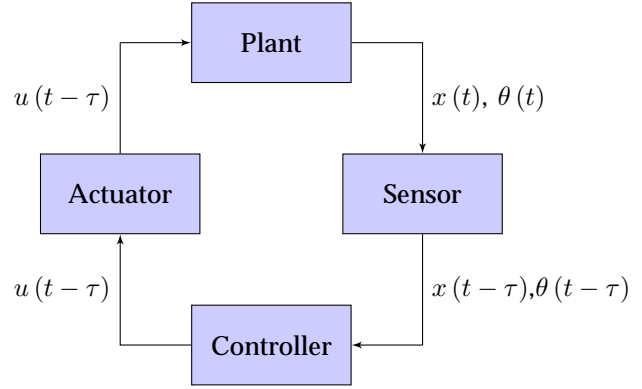 Plant
u (t − τ)
x (t), θ (t)
Actuator
Sensor
u (t − τ)
x (t − τ),θ (t − τ)
Controller